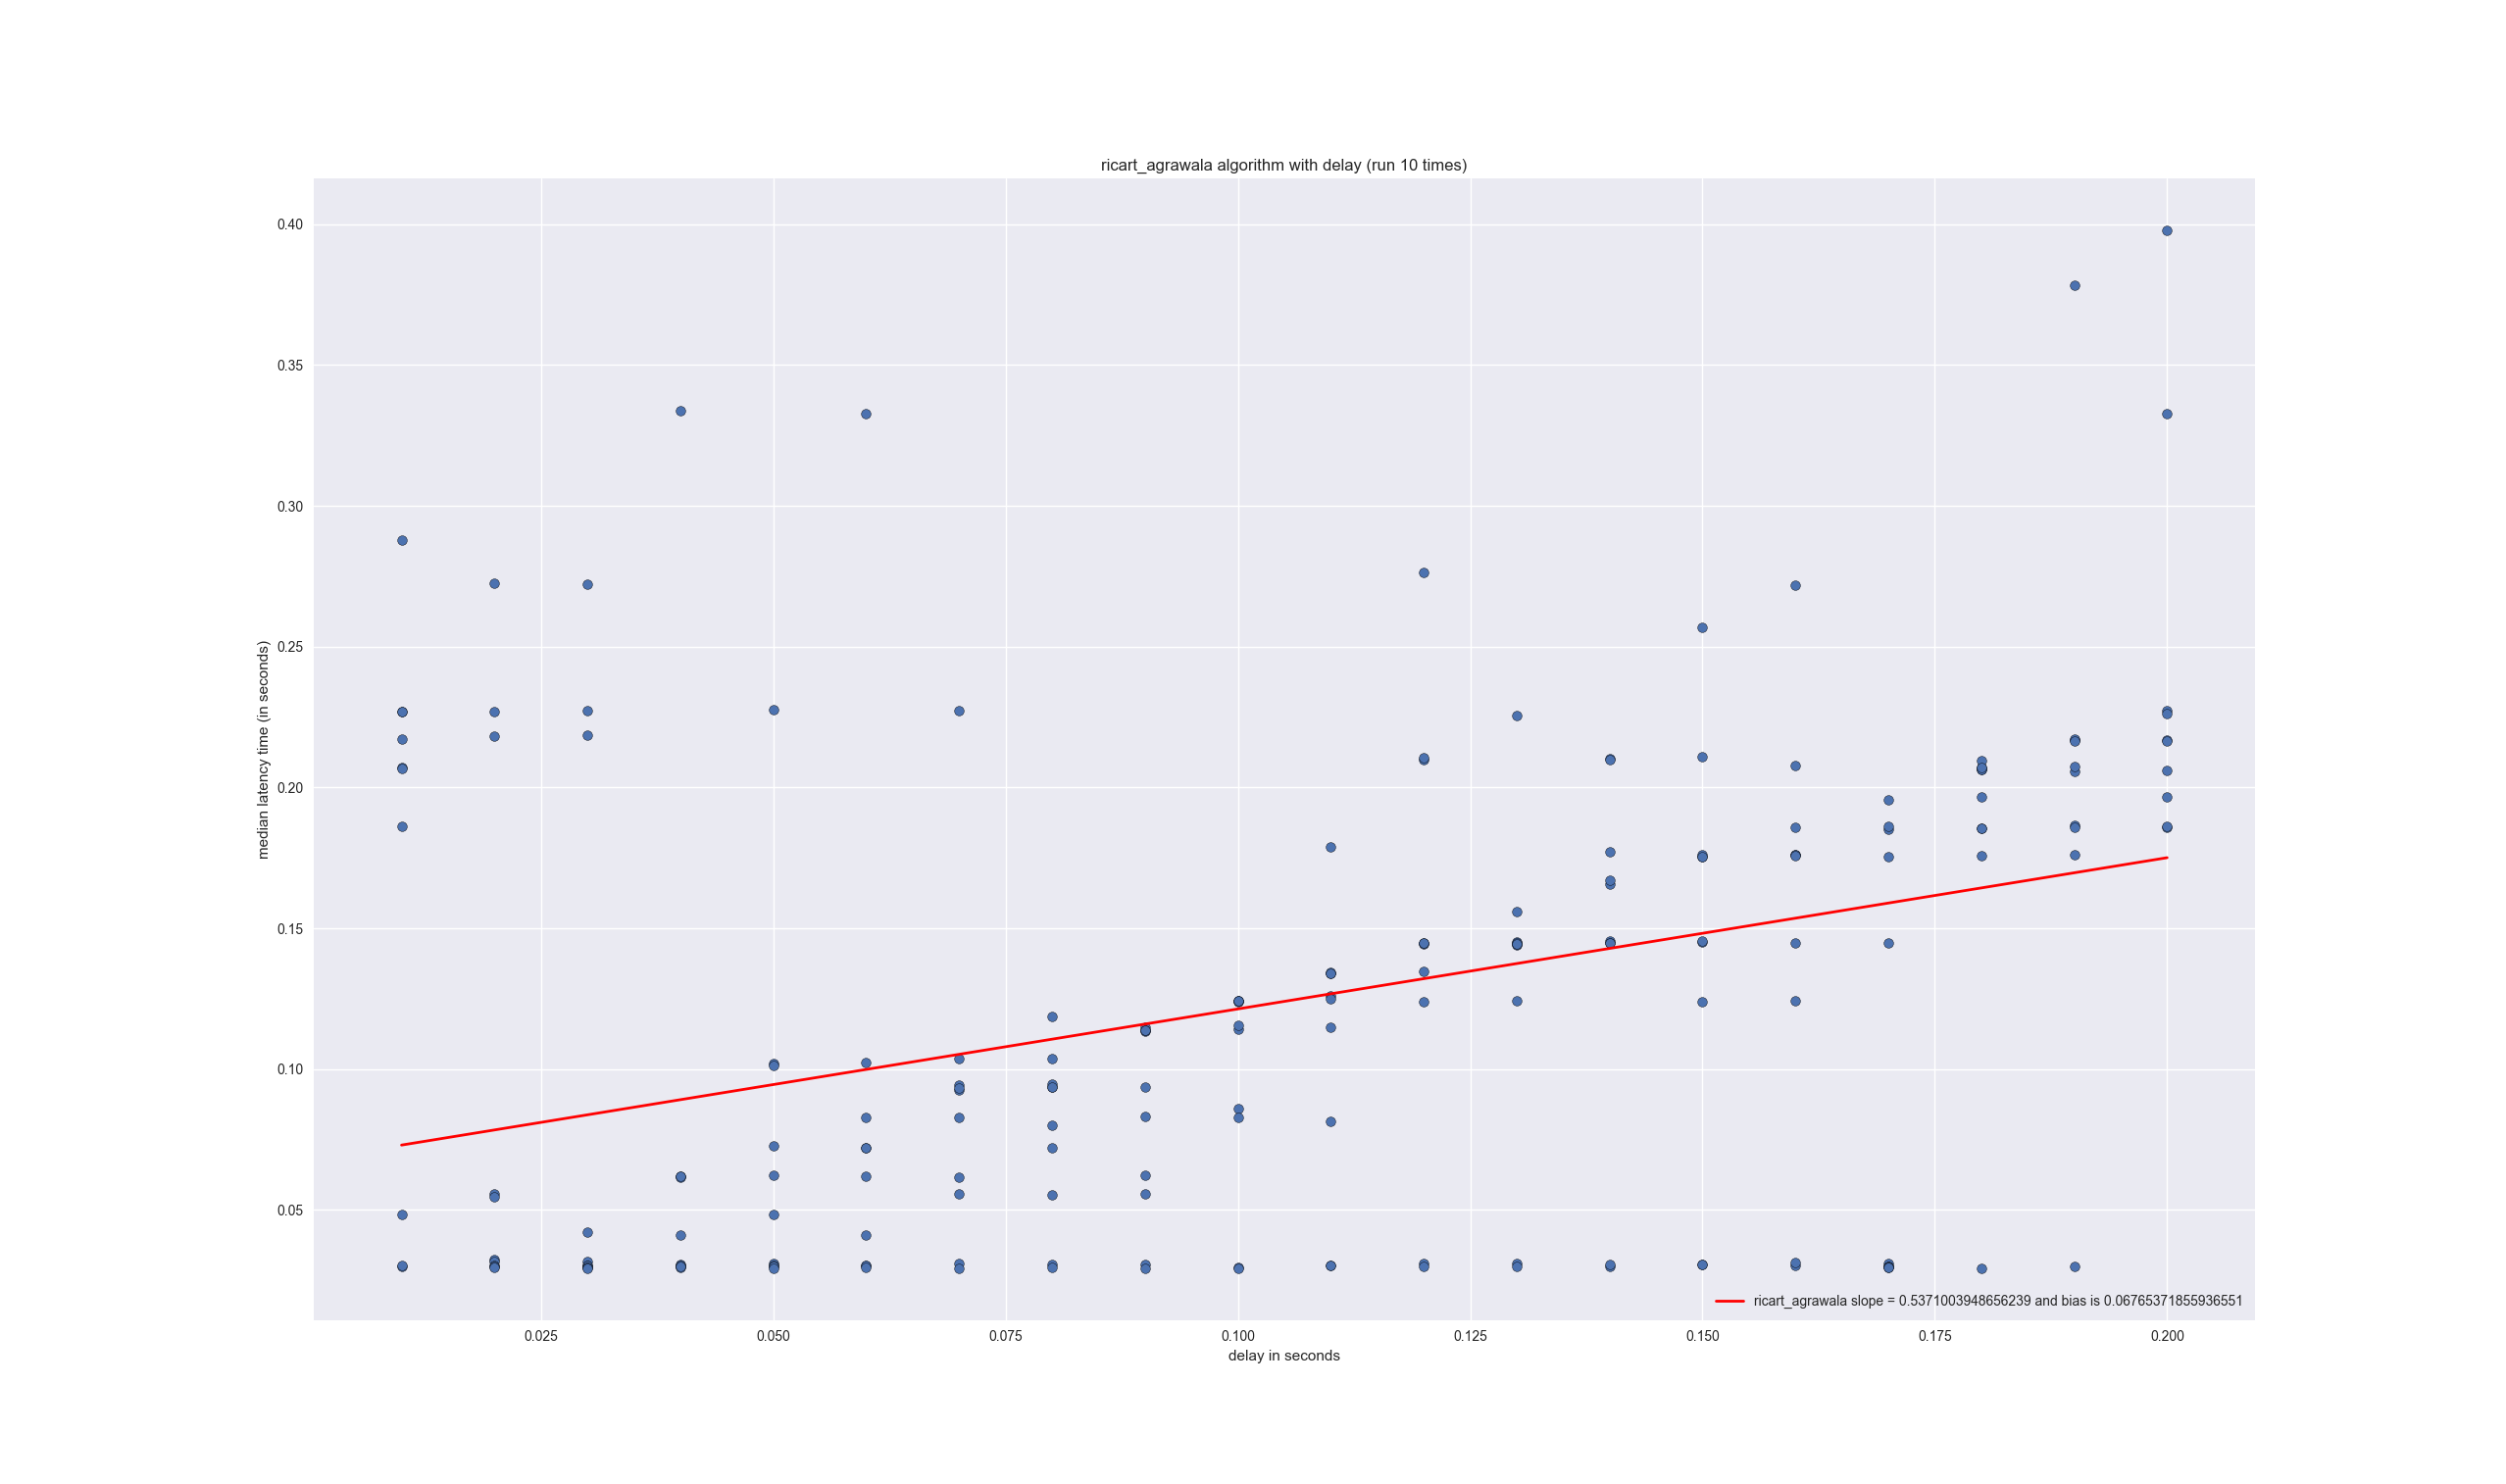 ricart_agrawala algorithm with delay (run 10 times)
0.40
0.35
0.30
0.25
0.20
0.15
0.10
0.05
median latency time (in seconds)
ricart_agrawala slope = 0.5371003948656239 and bias is 0.06765371855936551
0.025 0.050 0.075 0.100 0.125 0.150 0.175 0.200
delay in seconds